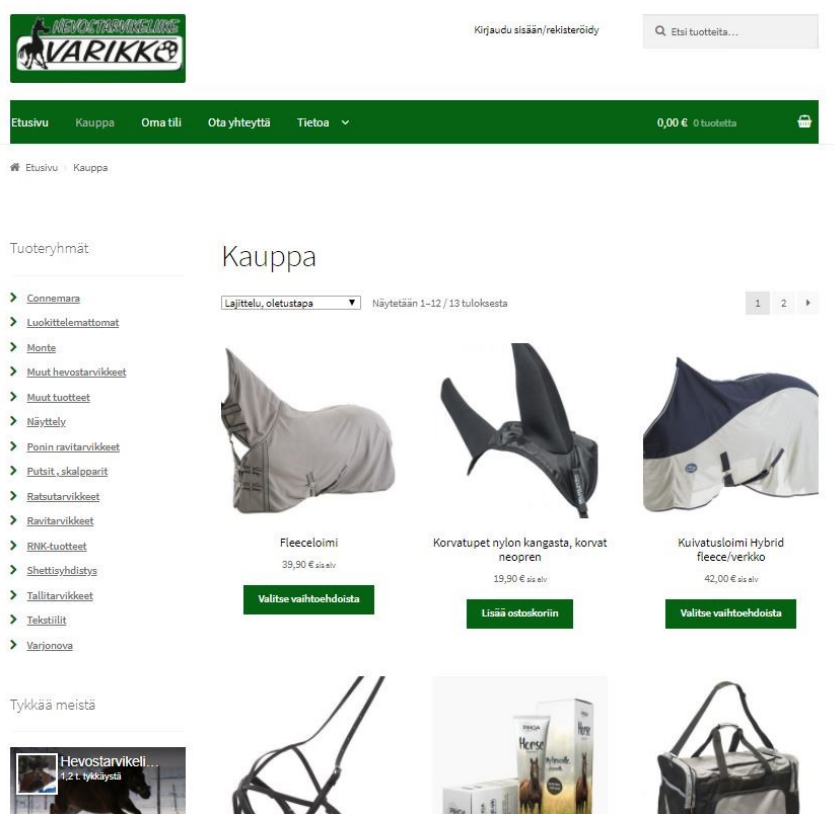 HEVOSTARVIKELIIKE
VARIKKO
Kirjaudu sisään/rekisteröidy
Etsi tuotteita…
Etusivu
Kauppa
Oma tili
Ota yhteyttä
Tietoa
0,00 € 0 tuotetta
Etusivu
Kauppa
Tuoteryhmät
Connemara
Luokittelemattomat
Monte
Muut hevostarvikkeet
Muut tuotteet
Näyttely
Ponin ravitarvikkeet
Putsit , skalpparit
Ratsutarvikkeet
Ravitarvikkeet
RNK-tuotteet
Shettisyhdistys
Tallitarvikkeet
Tekstiilit
Varjonova
Tykkää meistä
Hevostarvikeli...
1,2 t. tykkäystä
Kauppa
Lajittelu, oletustapa
Näytetään 1–12 / 13 tuloksesta
1 2
Fleeceloimi
39,90 € sis alv
Valitse vaihtoehdoista
Korvatupet nylon kangasta, korvat
neopren
19,90 € sis alv
Lisää ostoskoriin
Kuivatusloimi Hybrid
fleece/verkko
42,00 € sis alv
Valitse vaihtoehdoista
Horse